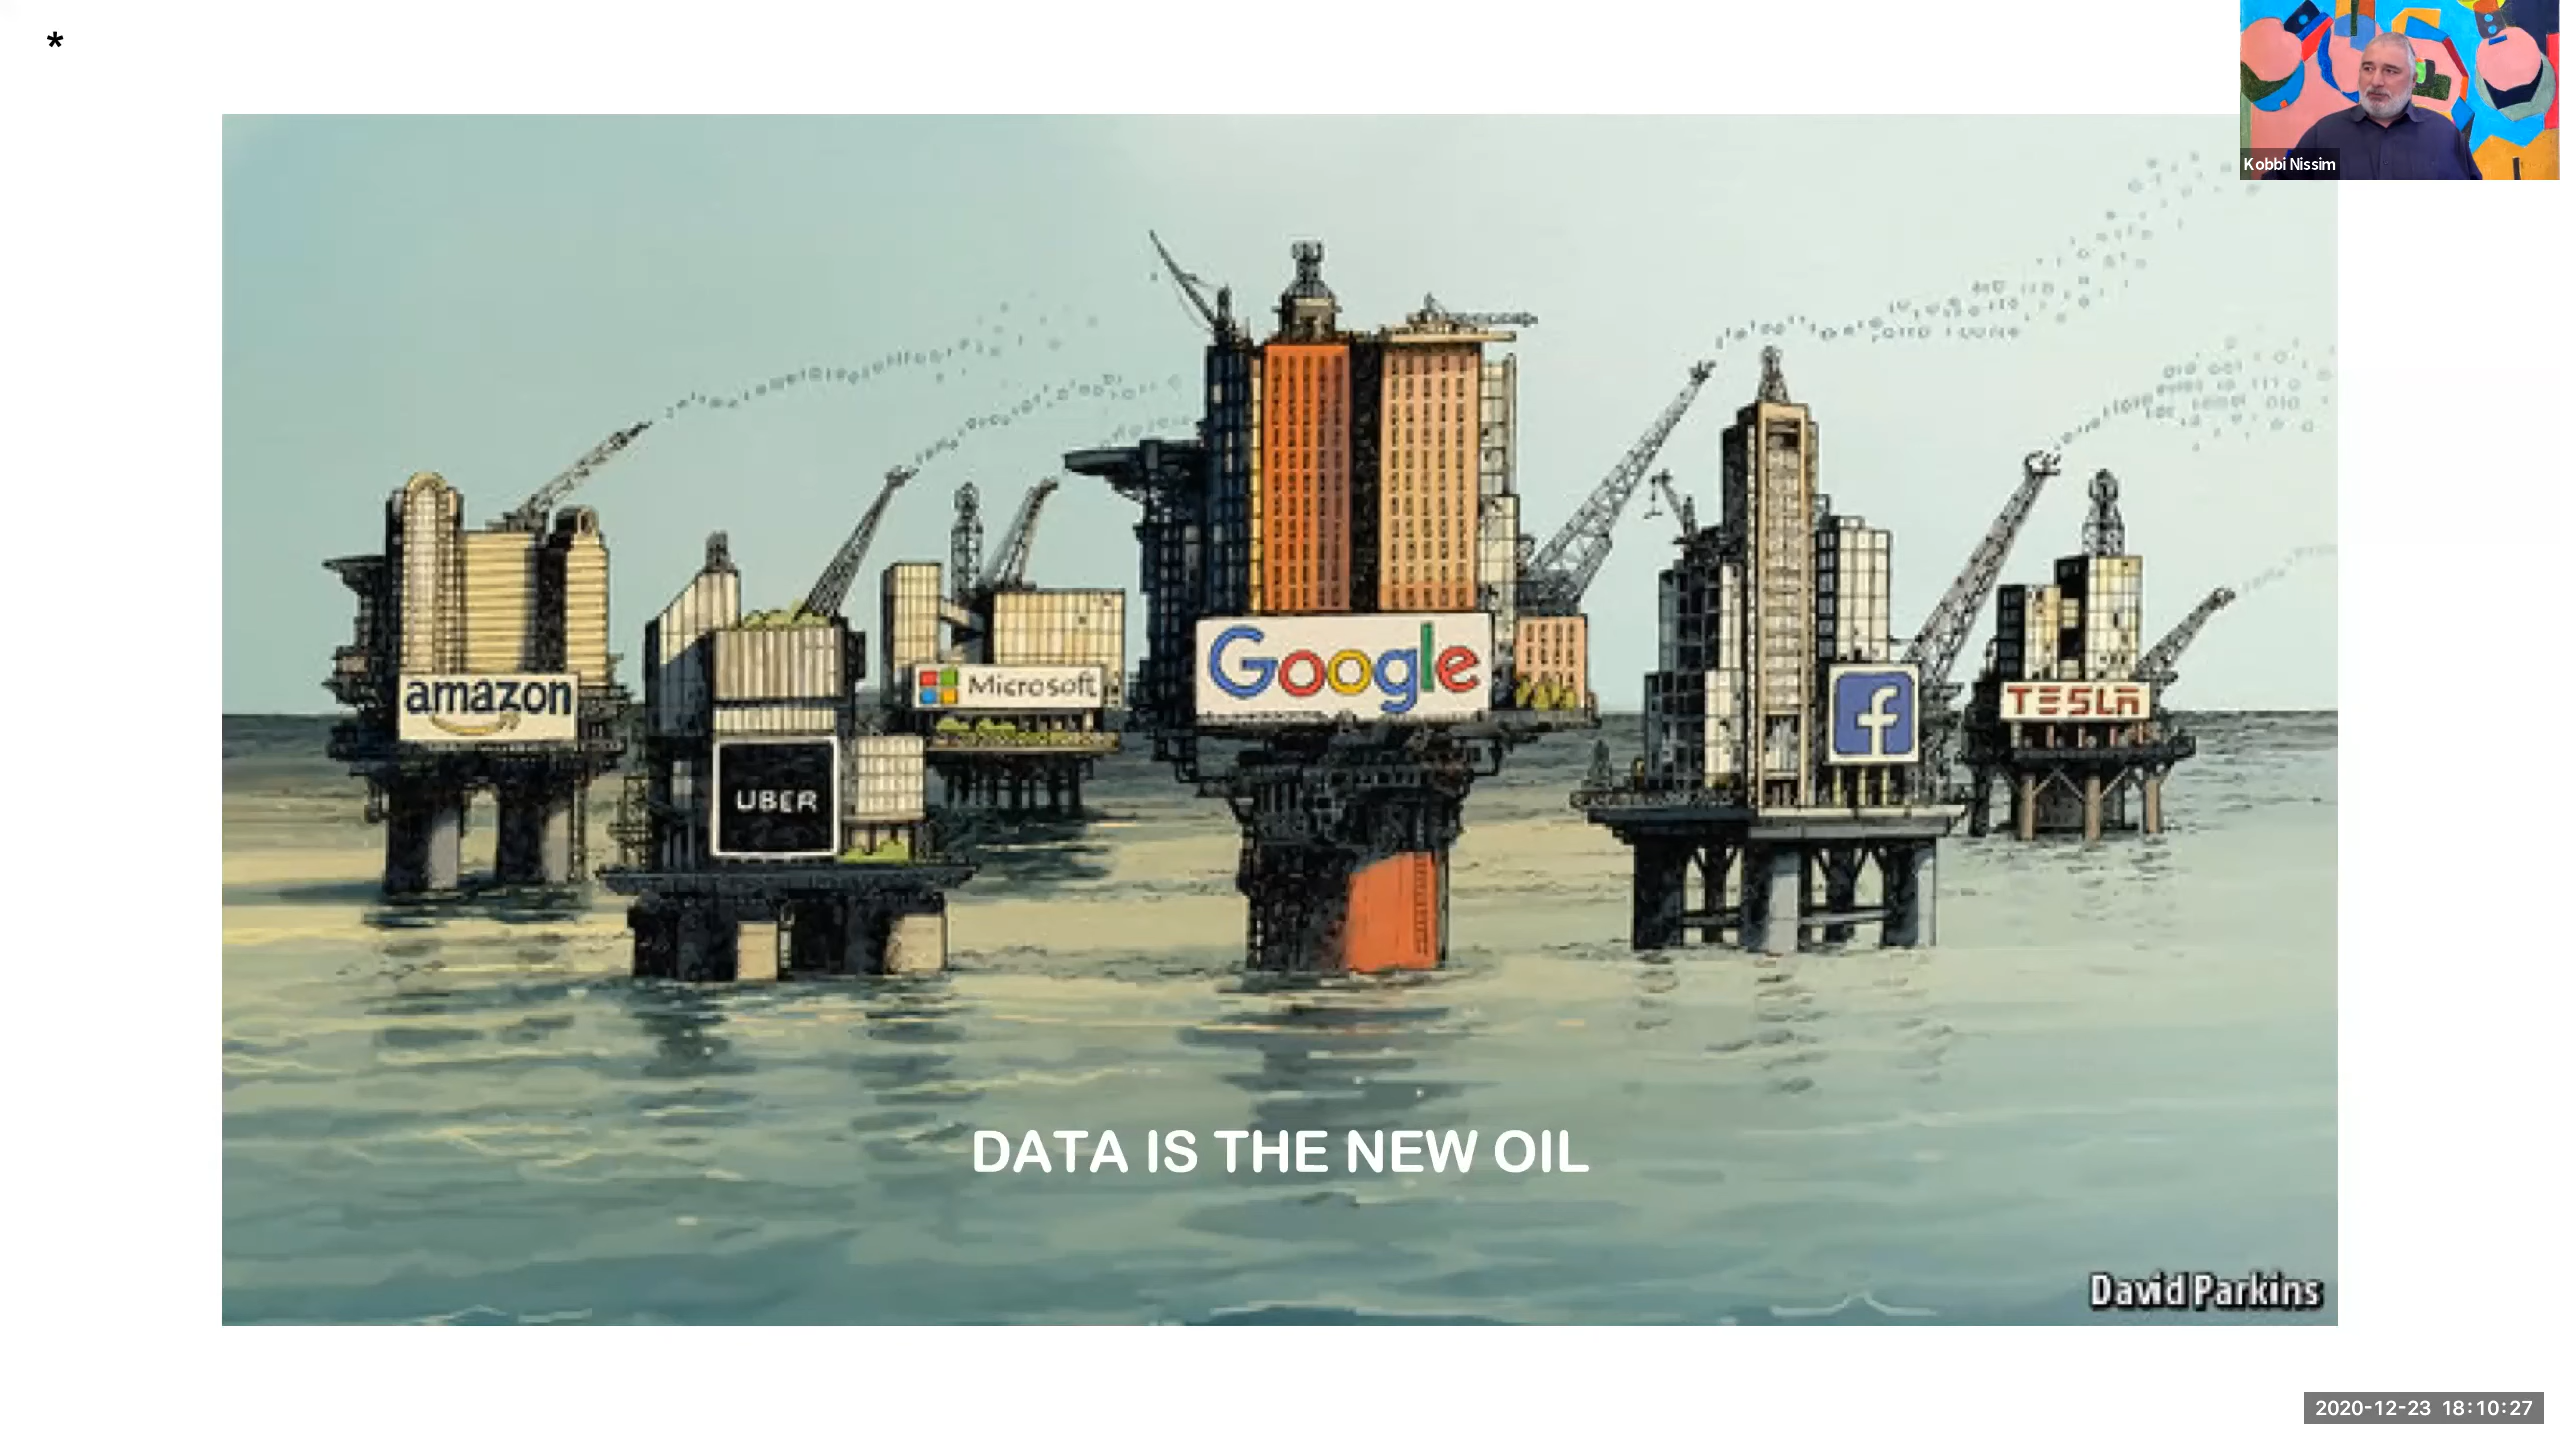 *
Kobbi Nissim
amazon
UBER
Microsoft
Google
f
TESLA
DATA IS THE NEW OIL
David Parkins
2020-12-23 18:10:27